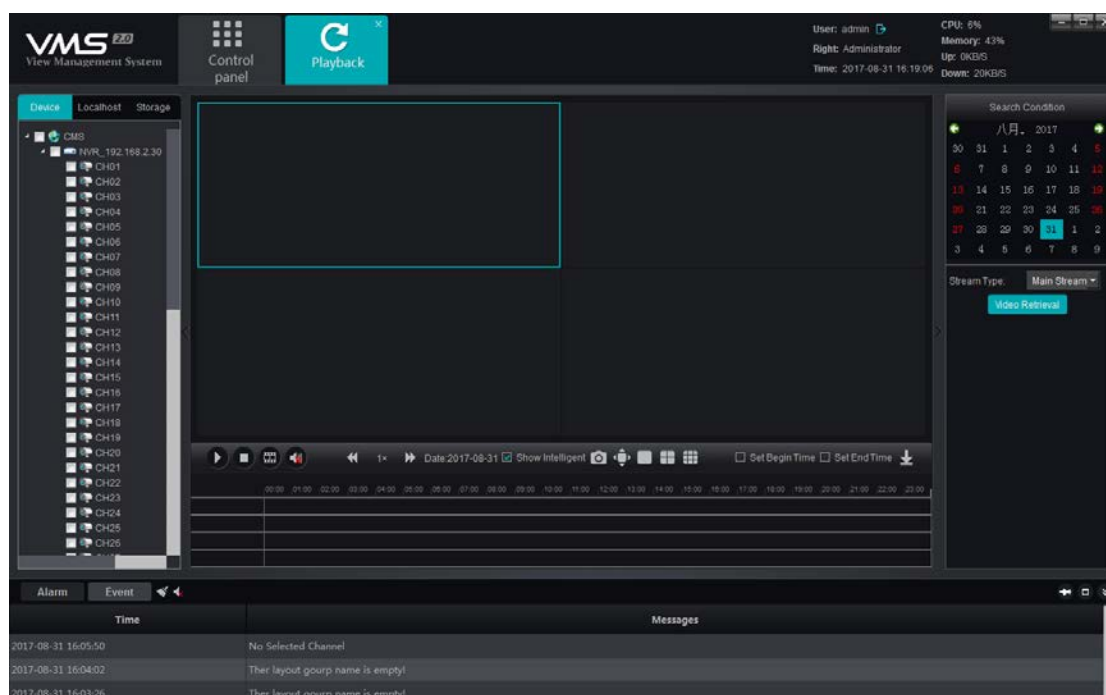 VMS 2.0
View Management System
Control
panel
Playback
User: admin
Right: Administrator
Time: 2017-08-31 16:19:06
CPU: 6%
Memory: 43%
Up: 0KB/S
Down: 20KB/S
Device Localhost Storage
CMS
NVR_192.168.2.30
CH01
CH02
CH03
CH04
CH05
CH06
CH07
CH08
CH09
CH10
CH11
CH12
CH13
CH14
CH15
CH16
CH17
CH18
CH19
CH20
CH21
CH22
CH23
CH24
CH25
CH26
Search Condition
八月. 2017
30 31 1 2 3 4 5
6 7 8 9 10 11 12
13 14 15 16 17 18 19
20 21 22 23 24 25 26
27 28 29 30 31 1 2
3 4 5 6 7 8 9
Stream Type: Main Stream
Video Retrieval
1× Date:2017-08-31 Show Intelligent Set Begin Time Set End Time
00:00 01:00 02:00 03:00 04:00 05:00 06:00 07:00 08:00 09:00 10:00 11:00 12:00 13:00 14:00 15:00 16:00 17:00 18:00 19:00 20:00 21:00 22:00 23:00
Alarm Event
Time Messages
2017-08-31 16:05:50 No Selected Channel
2017-08-31 16:04:02 Ther layout gourp name is empty!
2017-08-31 16:03:26 Ther layout gourp name is empty!